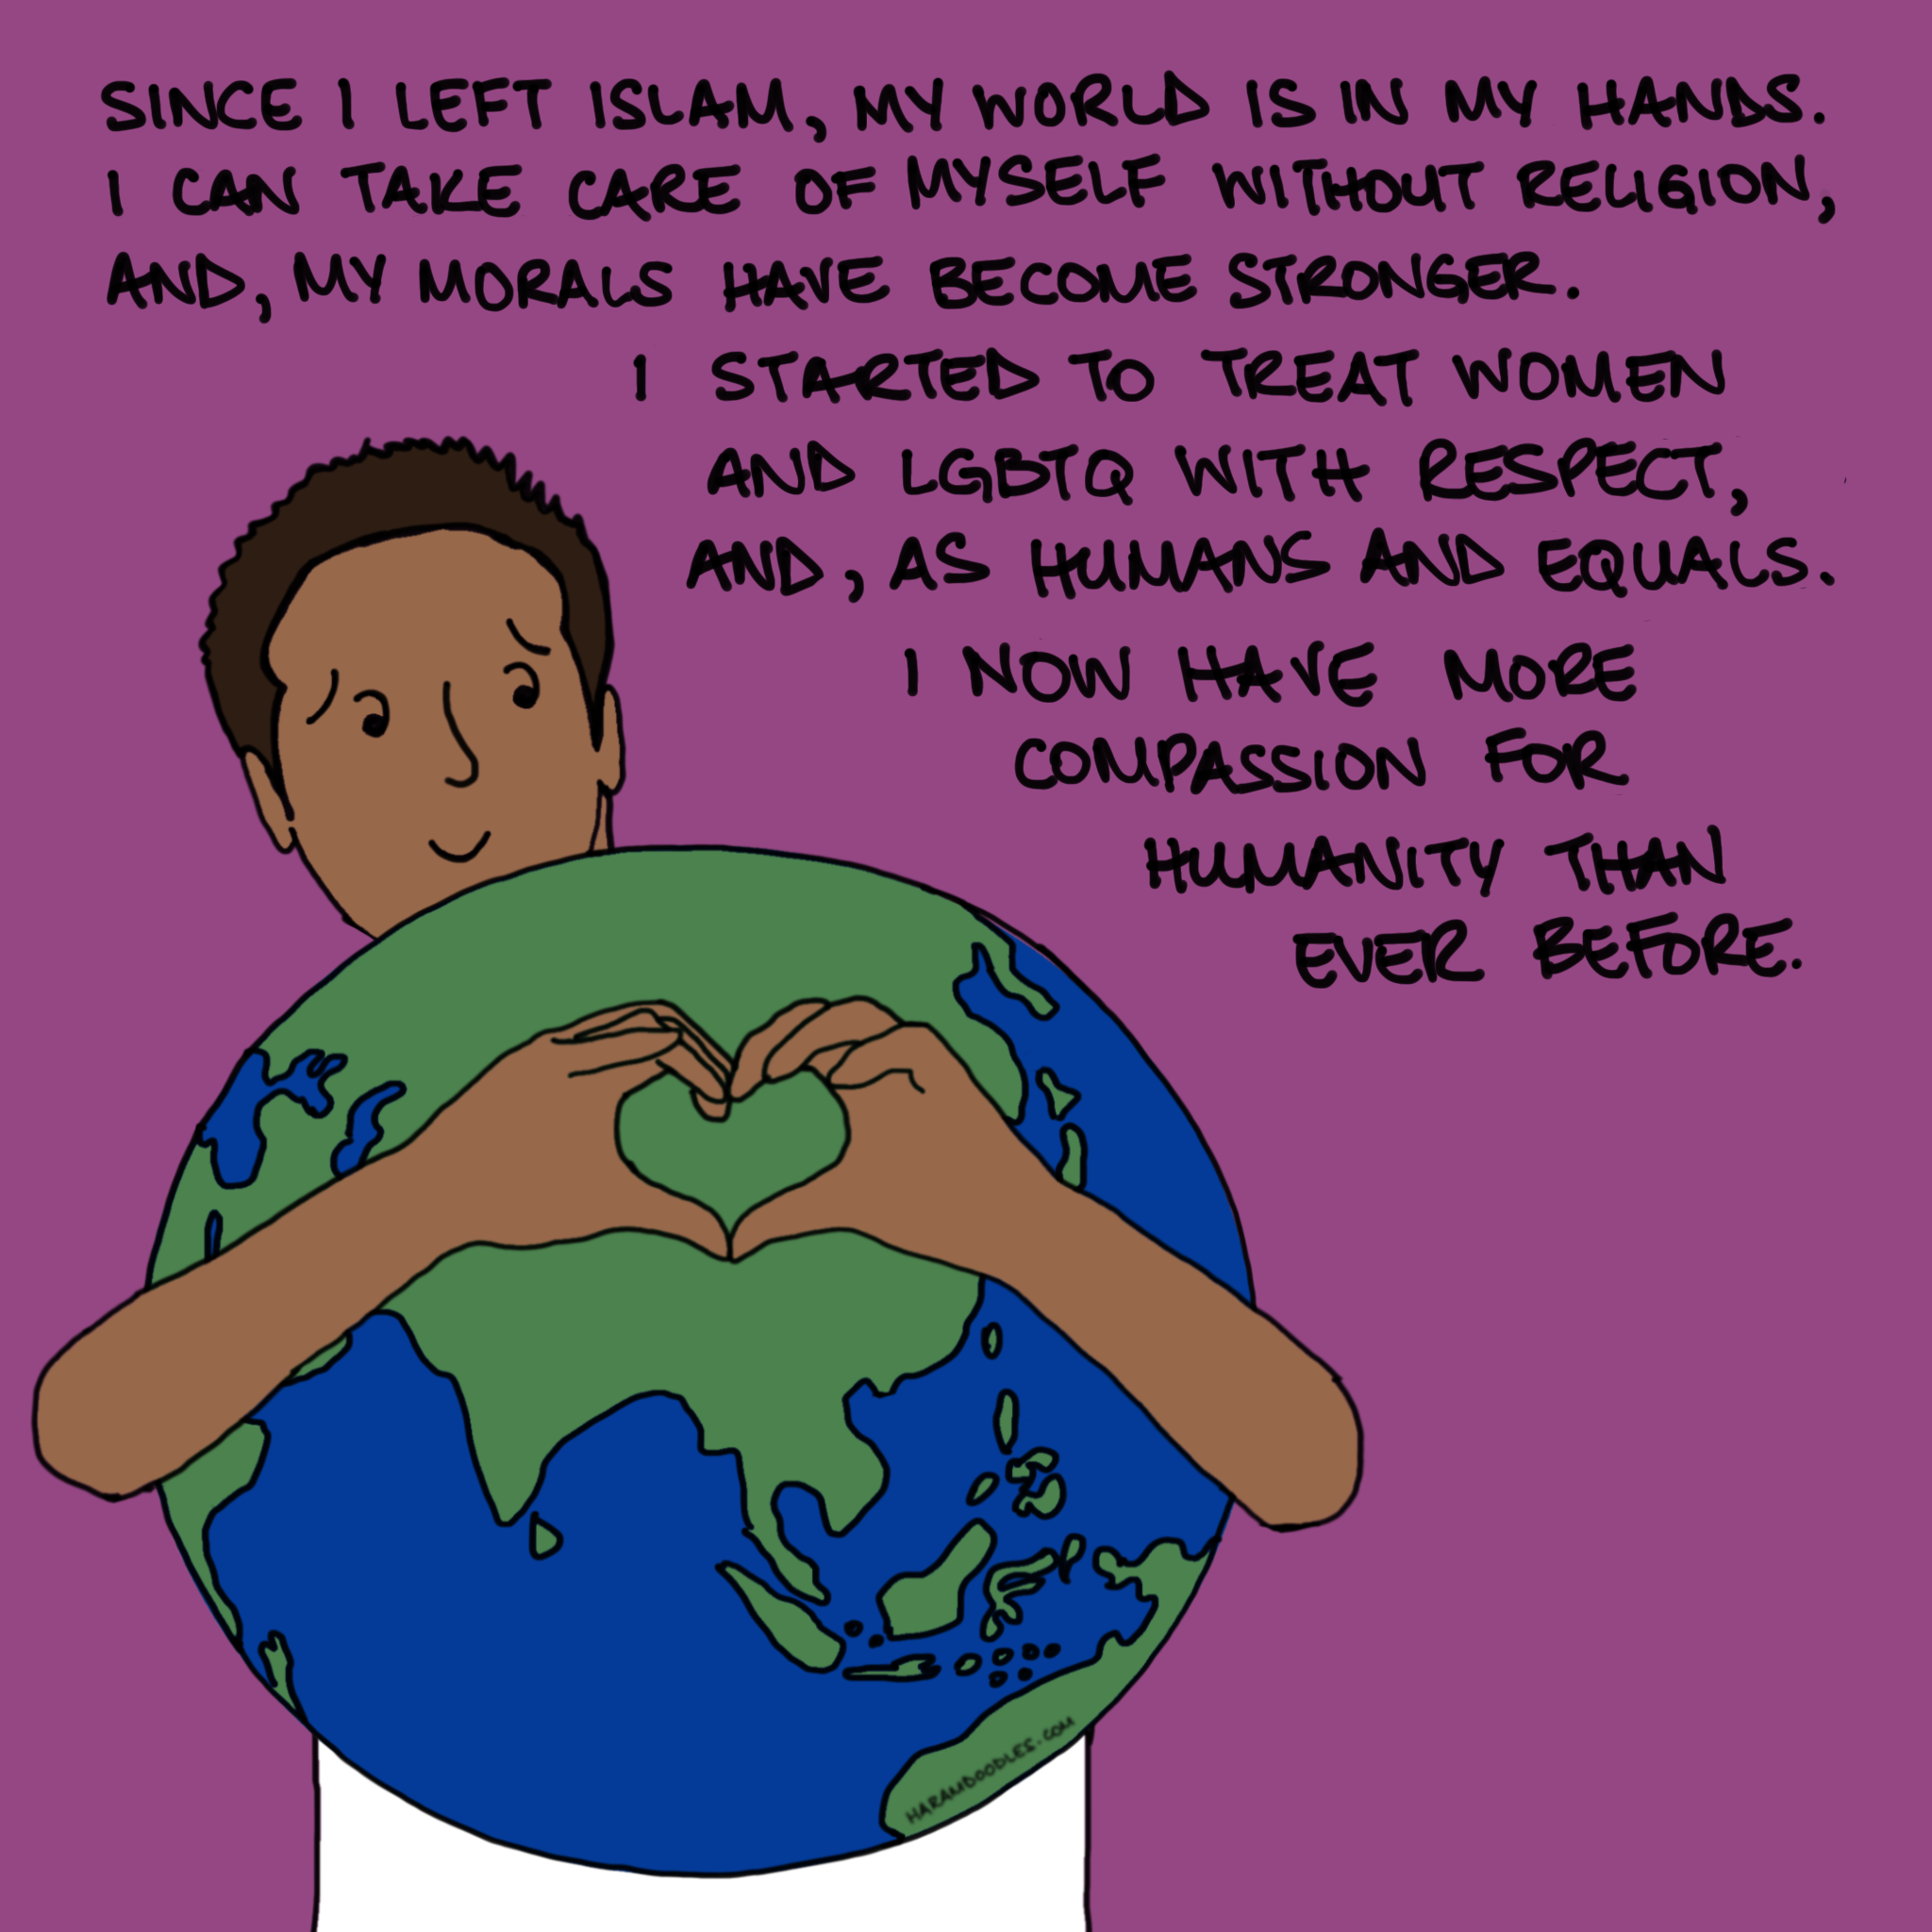 SINCE I LEFT ISLAM, MY WORLD IS IN MY HANDS.
I CAN TAKE CARE OF MYSELF WITHOUT RELIGION,
AND, MY MORALS HAVE BECOME STRONGER.
I STARTED TO TREAT WOMEN
AND LGBTQ WITH RESPECT,
AND, AS HUMANS AND EQUALS.
I NOW HAVE MORE
COMPASSION FOR
HUMANITY THAN
EVER BEFORE.
HARAMDOODLES.COM